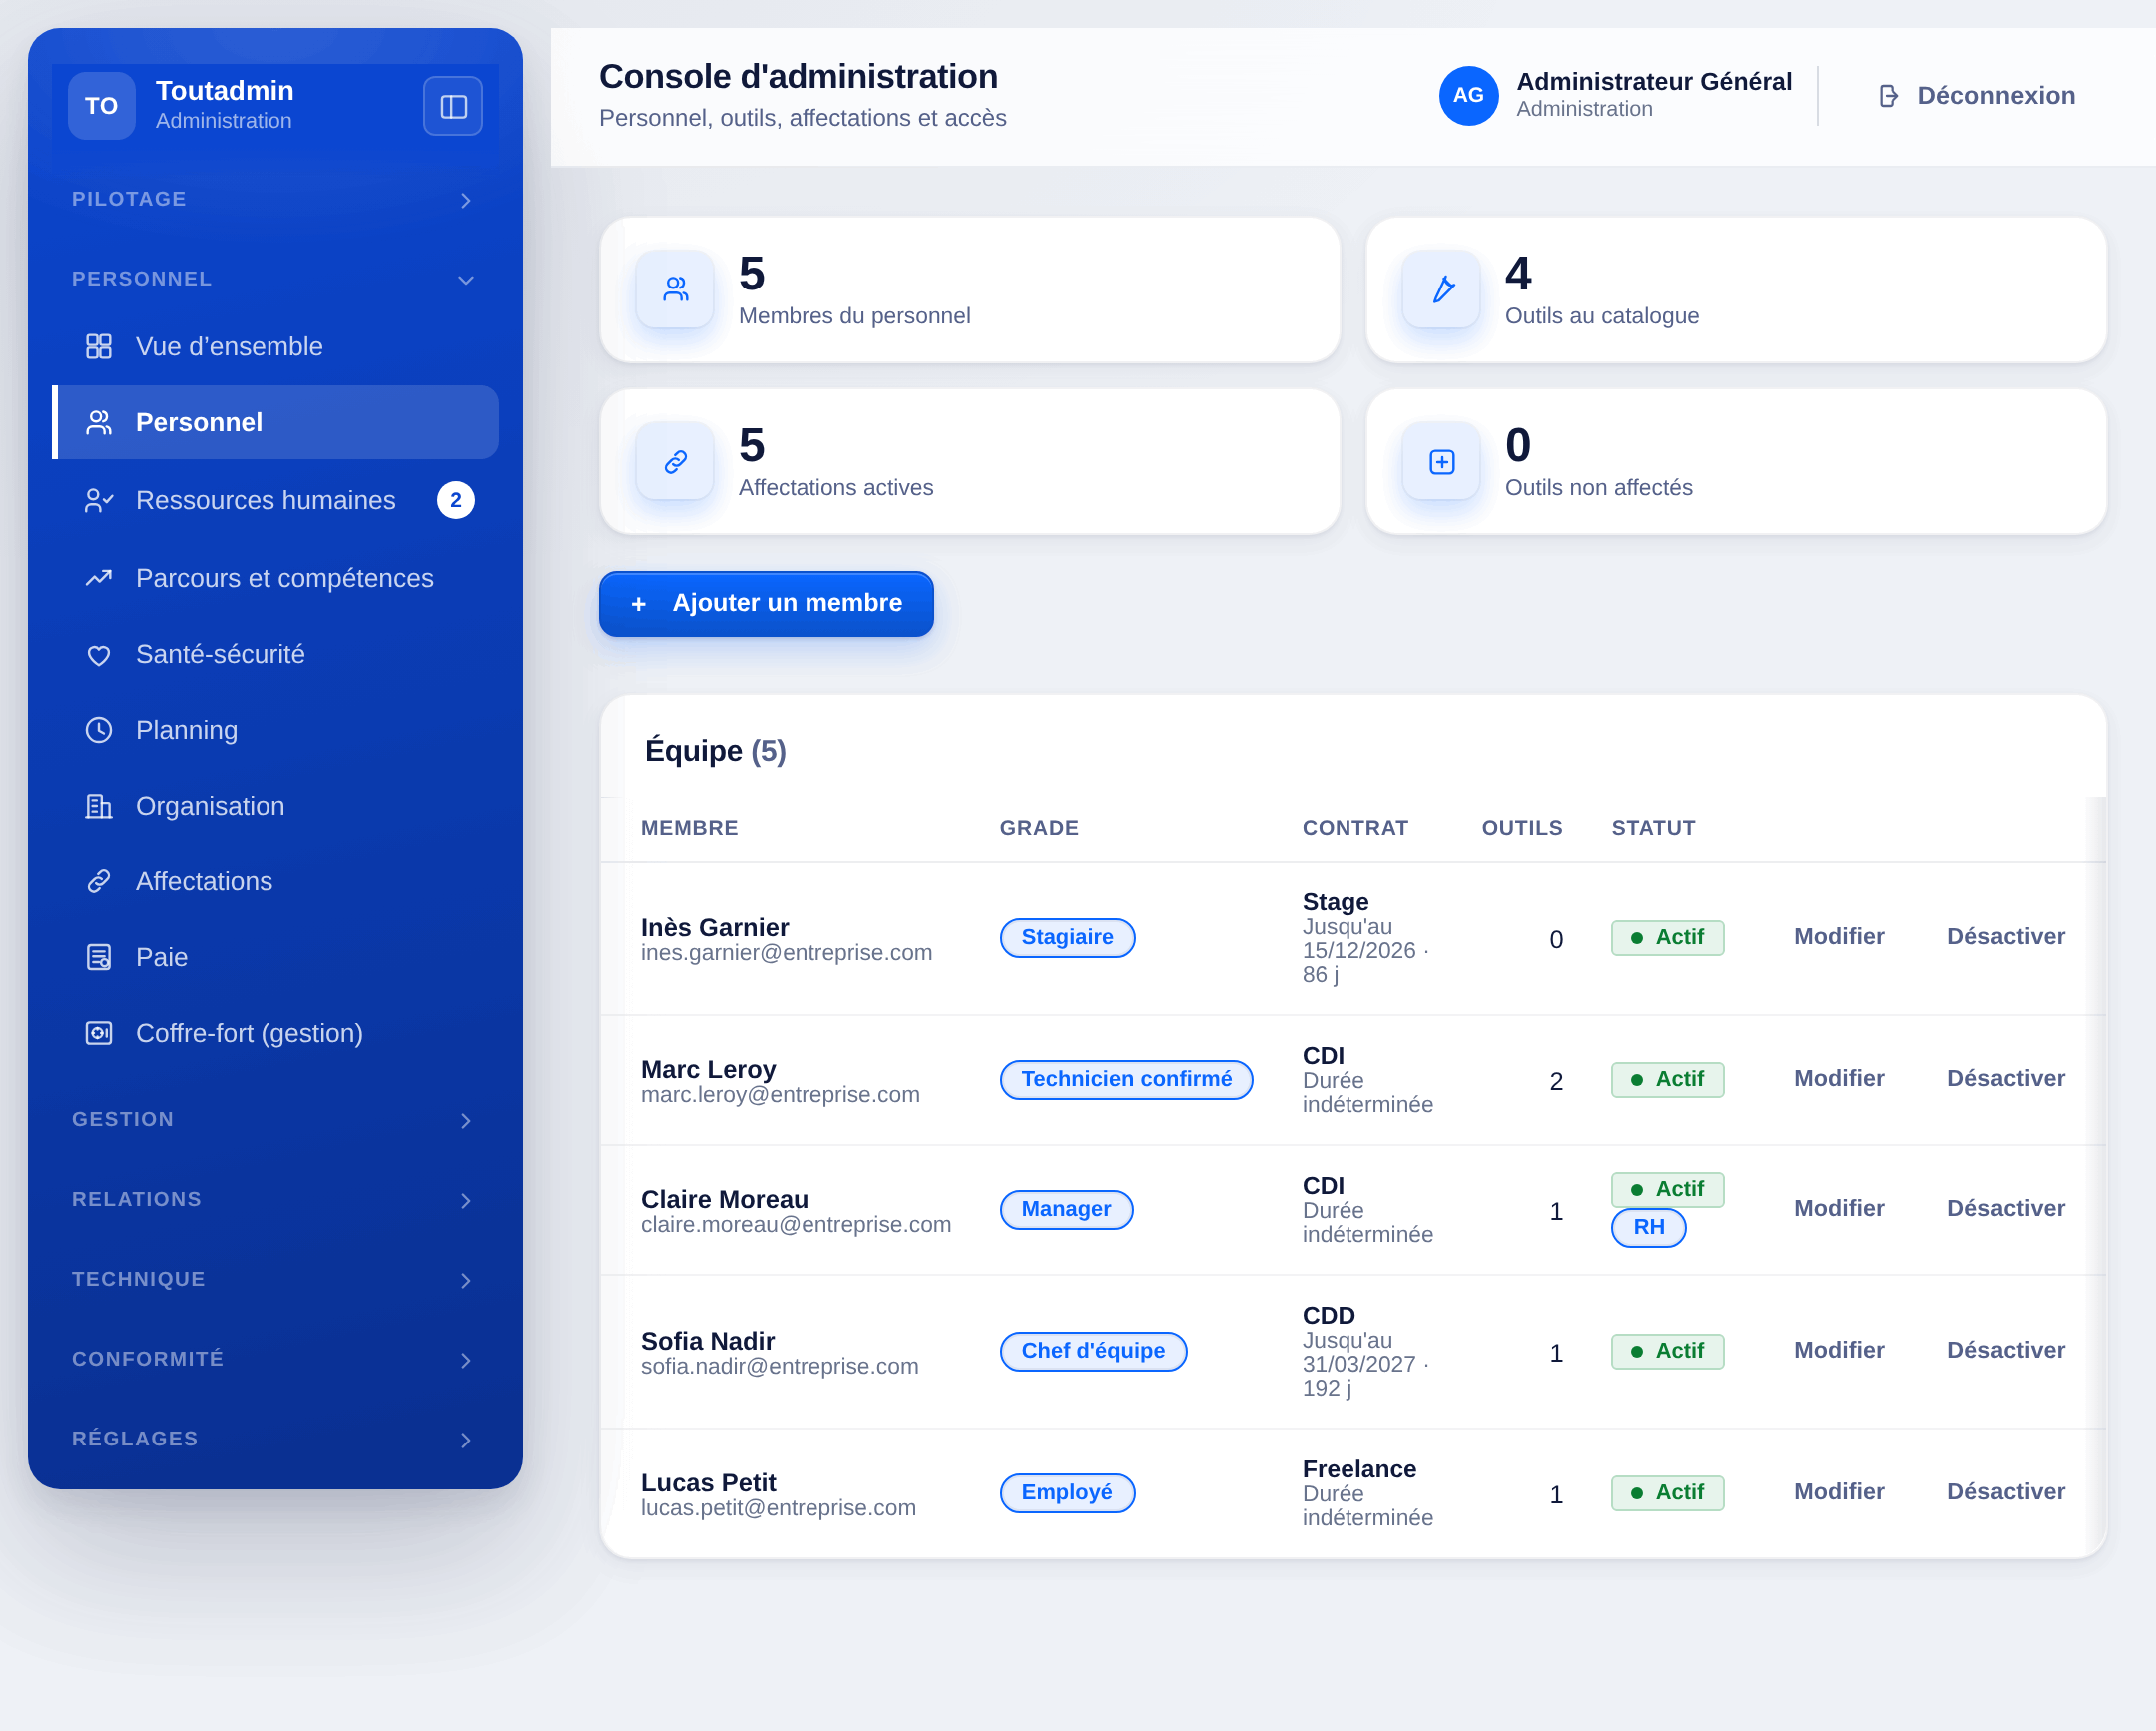 TO
Toutadmin
Administration
PILOTAGE
PERSONNEL
Vue d’ensemble
Personnel
Ressources humaines 2
Parcours et compétences
Santé-sécurité
Planning
Organisation
Affectations
Paie
Coffre-fort (gestion)
GESTION
RELATIONS
TECHNIQUE
CONFORMITÉ
RÉGLAGES
Console d'administration
Personnel, outils, affectations et accès
AG
Administrateur Général
Administration
Déconnexion
5
Membres du personnel
4
Outils au catalogue
5
Affectations actives
0
Outils non affectés
+ Ajouter un membre
Équipe (5)
MEMBRE GRADE CONTRAT OUTILS STATUT
Inès Garnier
ines.garnier@entreprise.com
Stagiaire
Stage
Jusqu'au
15/12/2026 ·
86 j
0
Actif
Modifier
Désactiver
Marc Leroy
marc.leroy@entreprise.com
Technicien confirmé
CDI
Durée
indéterminée
2
Actif
Modifier
Désactiver
Claire Moreau
claire.moreau@entreprise.com
Manager
CDI
Durée
indéterminée
1
Actif
RH
Modifier
Désactiver
Sofia Nadir
sofia.nadir@entreprise.com
Chef d'équipe
CDD
Jusqu'au
31/03/2027 ·
192 j
1
Actif
Modifier
Désactiver
Lucas Petit
lucas.petit@entreprise.com
Employé
Freelance
Durée
indéterminée
1
Actif
Modifier
Désactiver